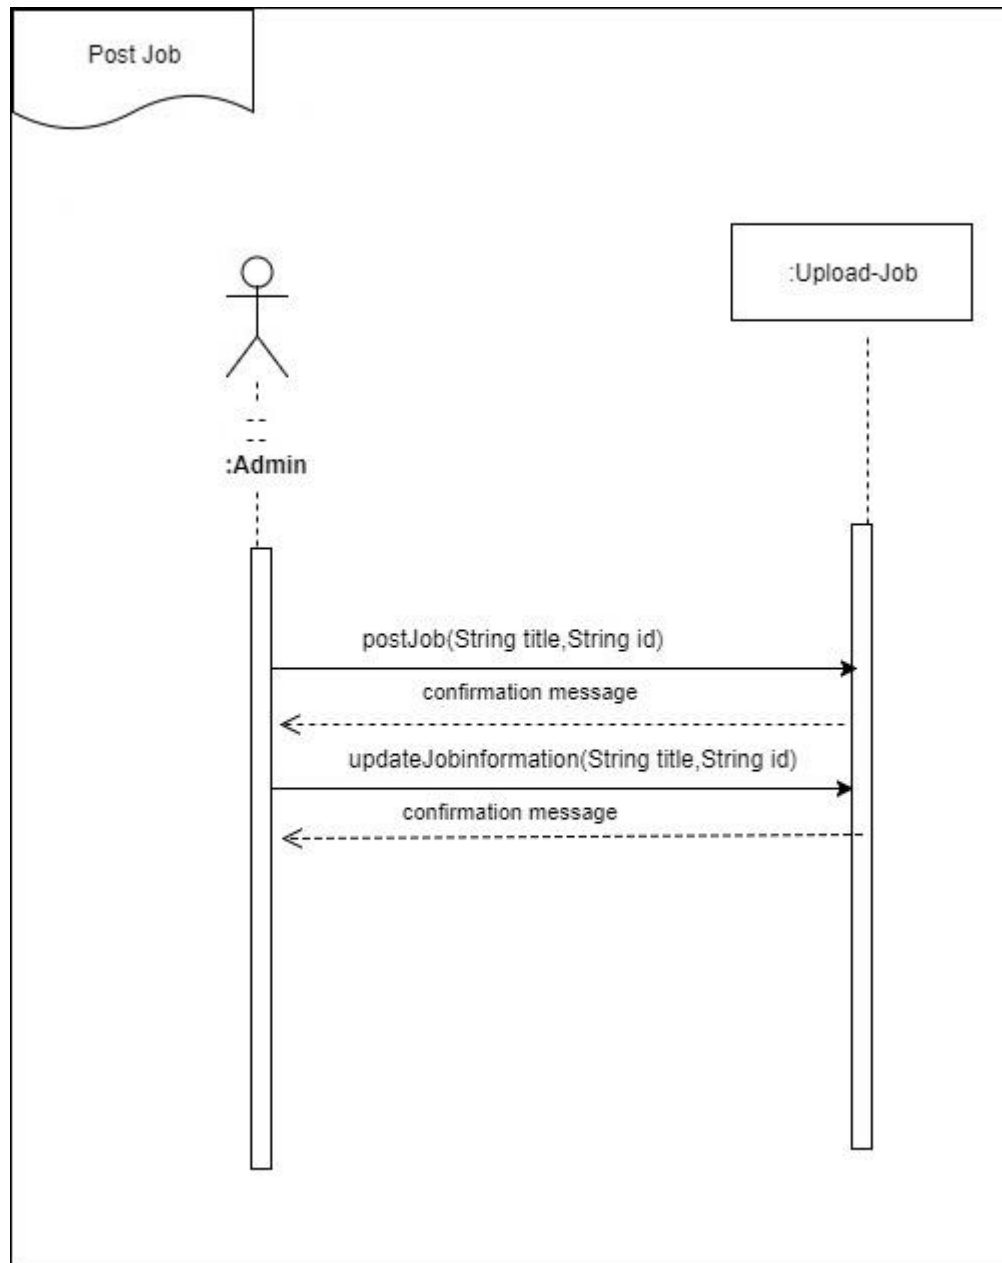 Post Job
:Upload-Job
:Admin
postJob(String title,String id)
confirmation message
updateJobinformation(String title,String id)
confirmation message